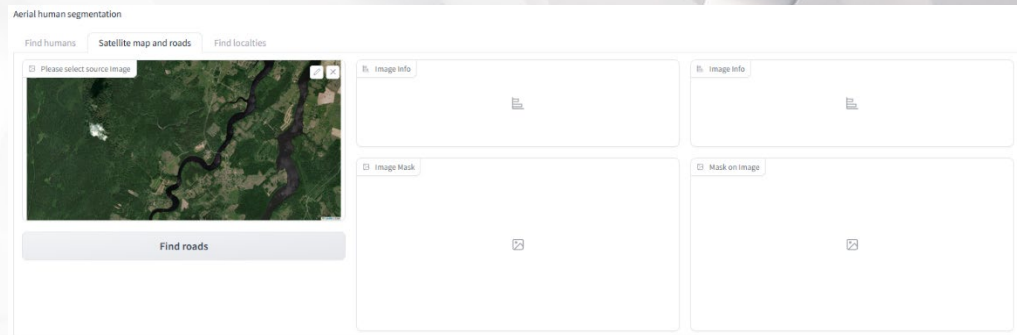 Aerial human segmentation
Find humans
Satellite map and roads
Find localties
Please select source Image
Image Info
Image Info
Image Mask
Mask on Image
Find roads